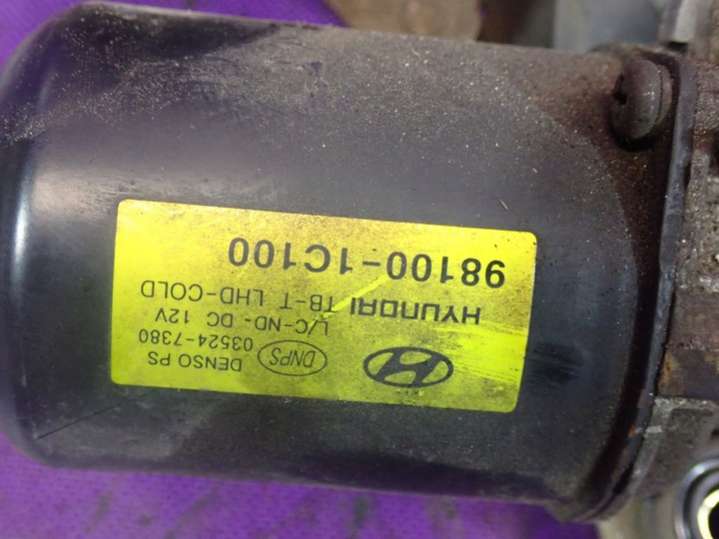 DENSO PS
DNPS
03524-7380
L/C-ND- DC 12V
HYUNDAI TB-T LHD-COLD
98100-1C100